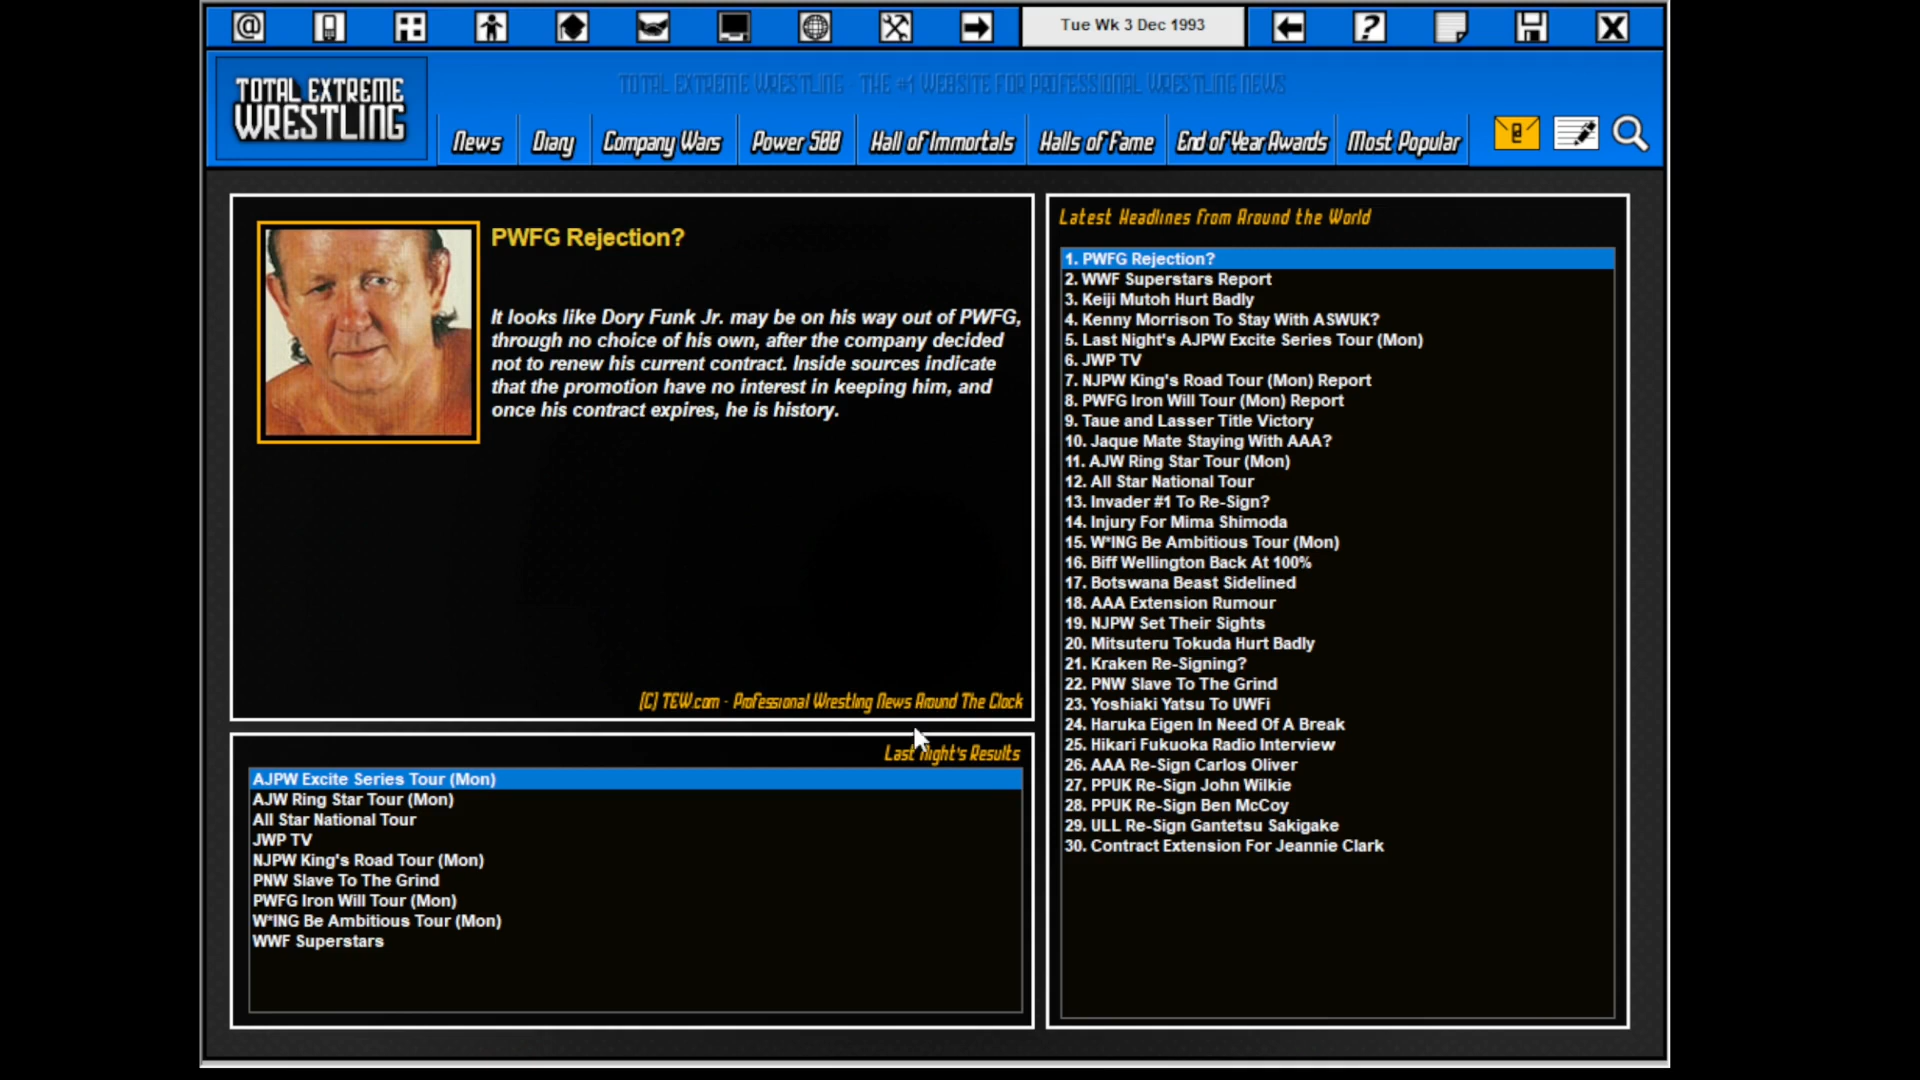 Tue Wk 3 Dec 1993
TOTAL EXTREME
WRESTLING
TOTAL EXTREME WRESTLING - THE #1 WEBSITE FOR PROFESSIONAL WRESTLING NEWS
News
Diary
Company Wars
Power 500
Hall of Immortals
Halls of Fame
End of Year Awards
Most Popular
PWFG Rejection?
It looks like Dory Funk Jr. may be on his way out of PWFG,
through no choice of his own, after the company decided
not to renew his current contract. Inside sources indicate
that the promotion have no interest in keeping him, and
once his contract expires, he is history.
(C) TEW.com - Professional Wrestling News Around The Clock
Last Night's Results
AJPW Excite Series Tour (Mon)
AJW Ring Star Tour (Mon)
All Star National Tour
JWP TV
NJPW King's Road Tour (Mon)
PNW Slave To The Grind
PWFG Iron Will Tour (Mon)
W*ING Be Ambitious Tour (Mon)
WWF Superstars
Latest Headlines From Around the World
1. PWFG Rejection?
2. WWF Superstars Report
3. Keiji Mutoh Hurt Badly
4. Kenny Morrison To Stay With ASWUK?
5. Last Night's AJPW Excite Series Tour (Mon)
6. JWP TV
7. NJPW King's Road Tour (Mon) Report
8. PWFG Iron Will Tour (Mon) Report
9. Taue and Lasser Title Victory
10. Jaque Mate Staying With AAA?
11. AJW Ring Star Tour (Mon)
12. All Star National Tour
13. Invader #1 To Re-Sign?
14. Injury For Mima Shimoda
15. W*ING Be Ambitious Tour (Mon)
16. Biff Wellington Back At 100%
17. Botswana Beast Sidelined
18. AAA Extension Rumour
19. NJPW Set Their Sights
20. Mitsuteru Tokuda Hurt Badly
21. Kraken Re-Signing?
22. PNW Slave To The Grind
23. Yoshiaki Yatsu To UWFi
24. Haruka Eigen In Need Of A Break
25. Hikari Fukuoka Radio Interview
26. AAA Re-Sign Carlos Oliver
27. PPUK Re-Sign John Wilkie
28. PPUK Re-Sign Ben McCoy
29. ULL Re-Sign Gantetsu Sakigake
30. Contract Extension For Jeannie Clark